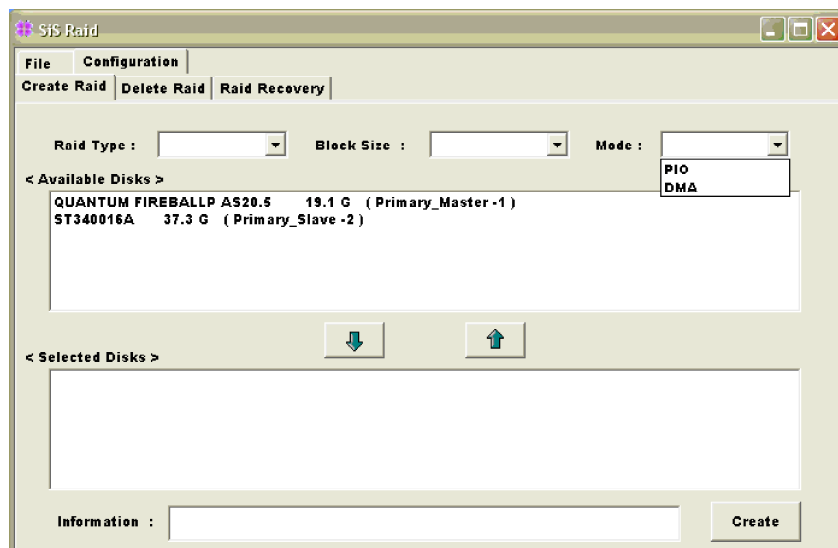 SiS Raid
File Configuration
Create Raid Delete Raid Raid Recovery
Raid Type : Block Size : Mode :
PIO
DMA
< Available Disks >
QUANTUM FIREBALLP AS20.5 19.1 G ( Primary_Master -1 )
ST340016A 37.3 G ( Primary_Slave -2 )
< Selected Disks >
Information : Create